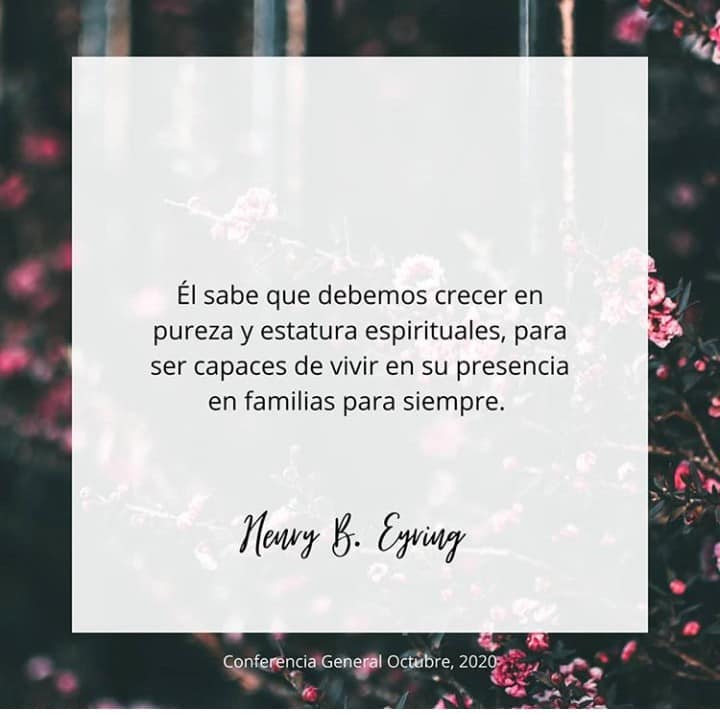 Él sabe que debemos crecer en
pureza y estatura espirituales, para
ser capaces de vivir en su presencia
en familias para siempre.
Henry B. Eyring
Conferencia General Octubre, 2020